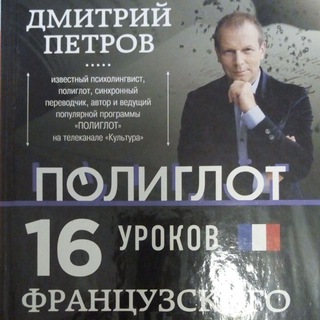 ДМИТРИЙ
ПЕТРОВ
известный психолингвист,
полиглот, синхронный
переводчик, автор и ведущий
популярной программы
«ПОЛИГЛОТ»
на телеканале «Культура»
ПОЛИГЛОТ
16 УРОКОВ
ФРАНЦУЗСКОГО